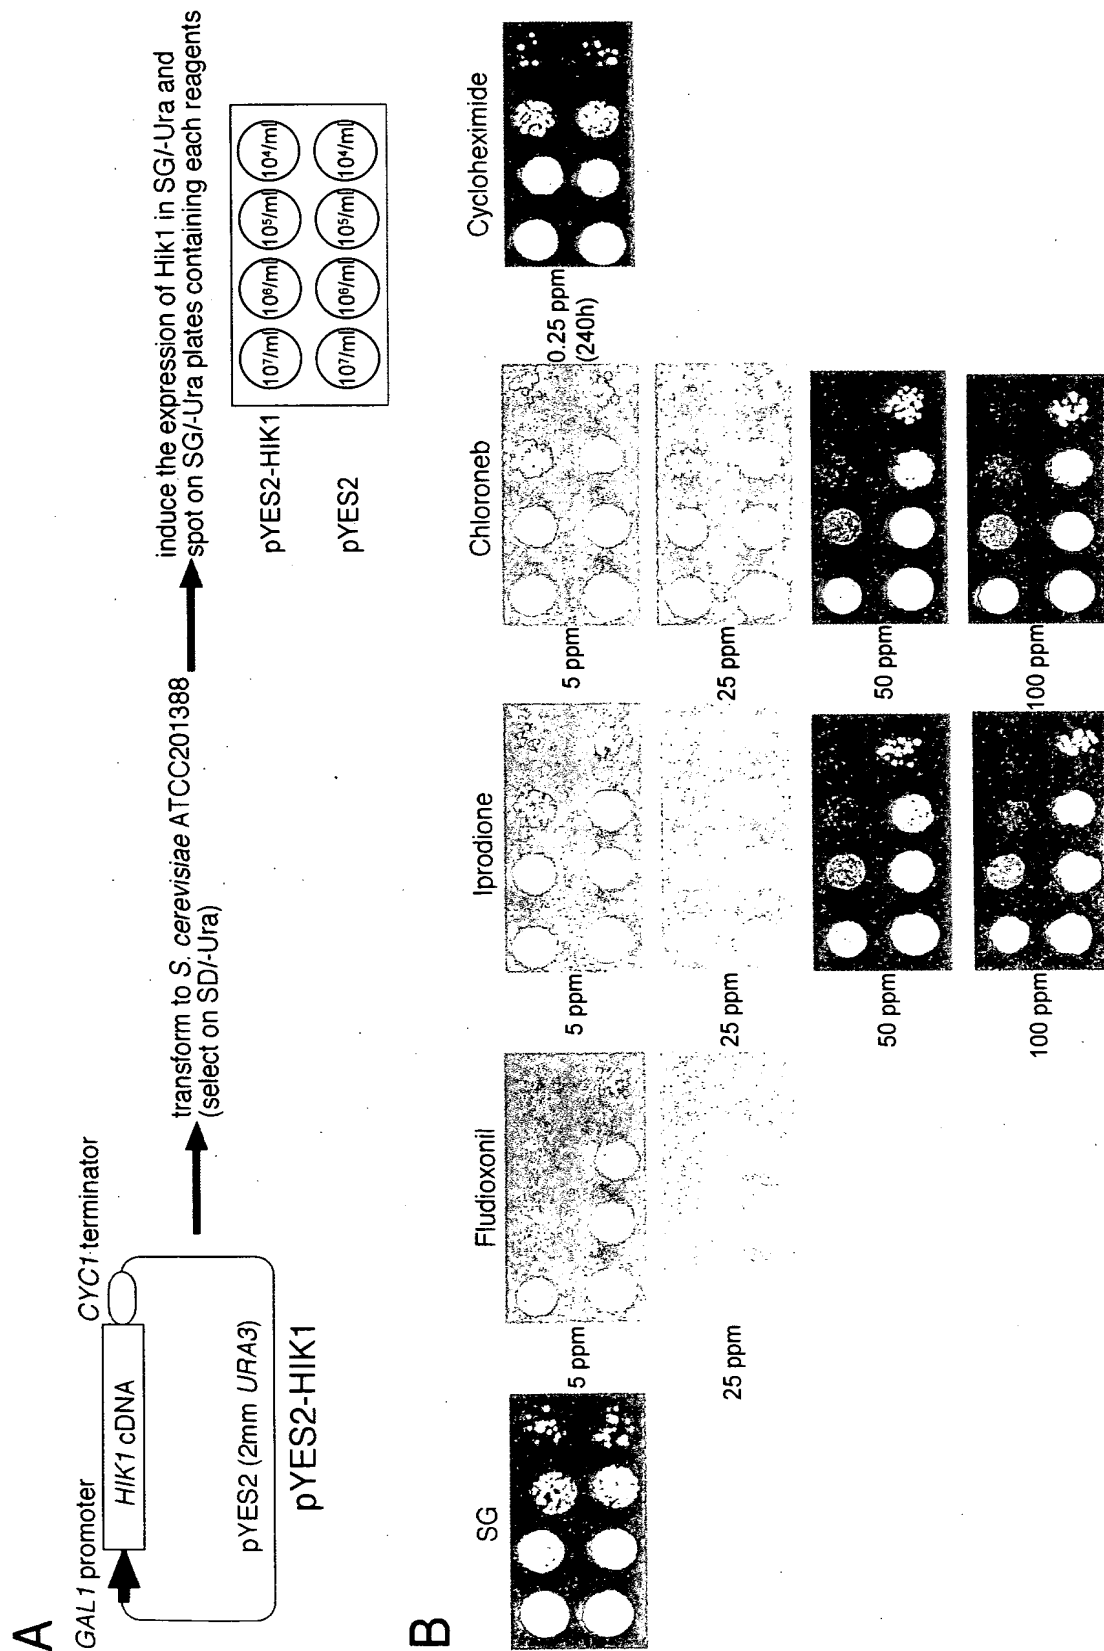 A
GAL1 promoter
CYC1 terminator
HIK1 cDNA
pYES2 (2mm URA3)
pYES2-HIK1
transform to S. cerevisiae ATCC201388
(select on SD/-Ura)
induce the expression of Hik1 in SG/-Ura and
spot on SG/-Ura plates containing each reagents
pYES2-HIK1
10⁷/ml 10⁶/ml 10⁵/ml 10⁴/ml
pYES2
10⁷/ml 10⁶/ml 10⁵/ml 10⁴/ml
B
SG
Fludioxonil
5 ppm
25 ppm
Iprodione
5 ppm
25 ppm
50 ppm
100 ppm
Chloroneb
5 ppm
25 ppm
50 ppm
100 ppm
Cycloheximide
0.25 ppm
(240h)